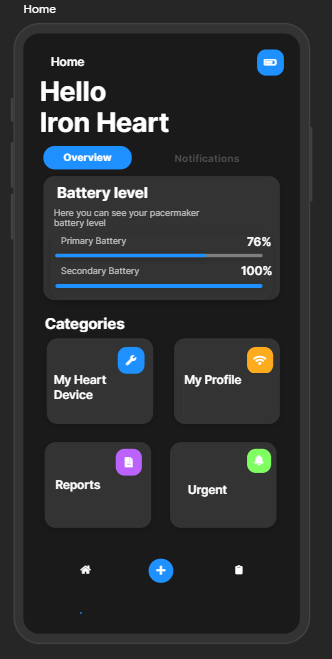 Home
Home
Hello
Iron Heart
Overview
Notifications
Battery level
Here you can see your pacemaker
battery level
Primary Battery
76%
Secondary Battery
100%
Categories
My Heart
Device
My Profile
Reports
Urgent